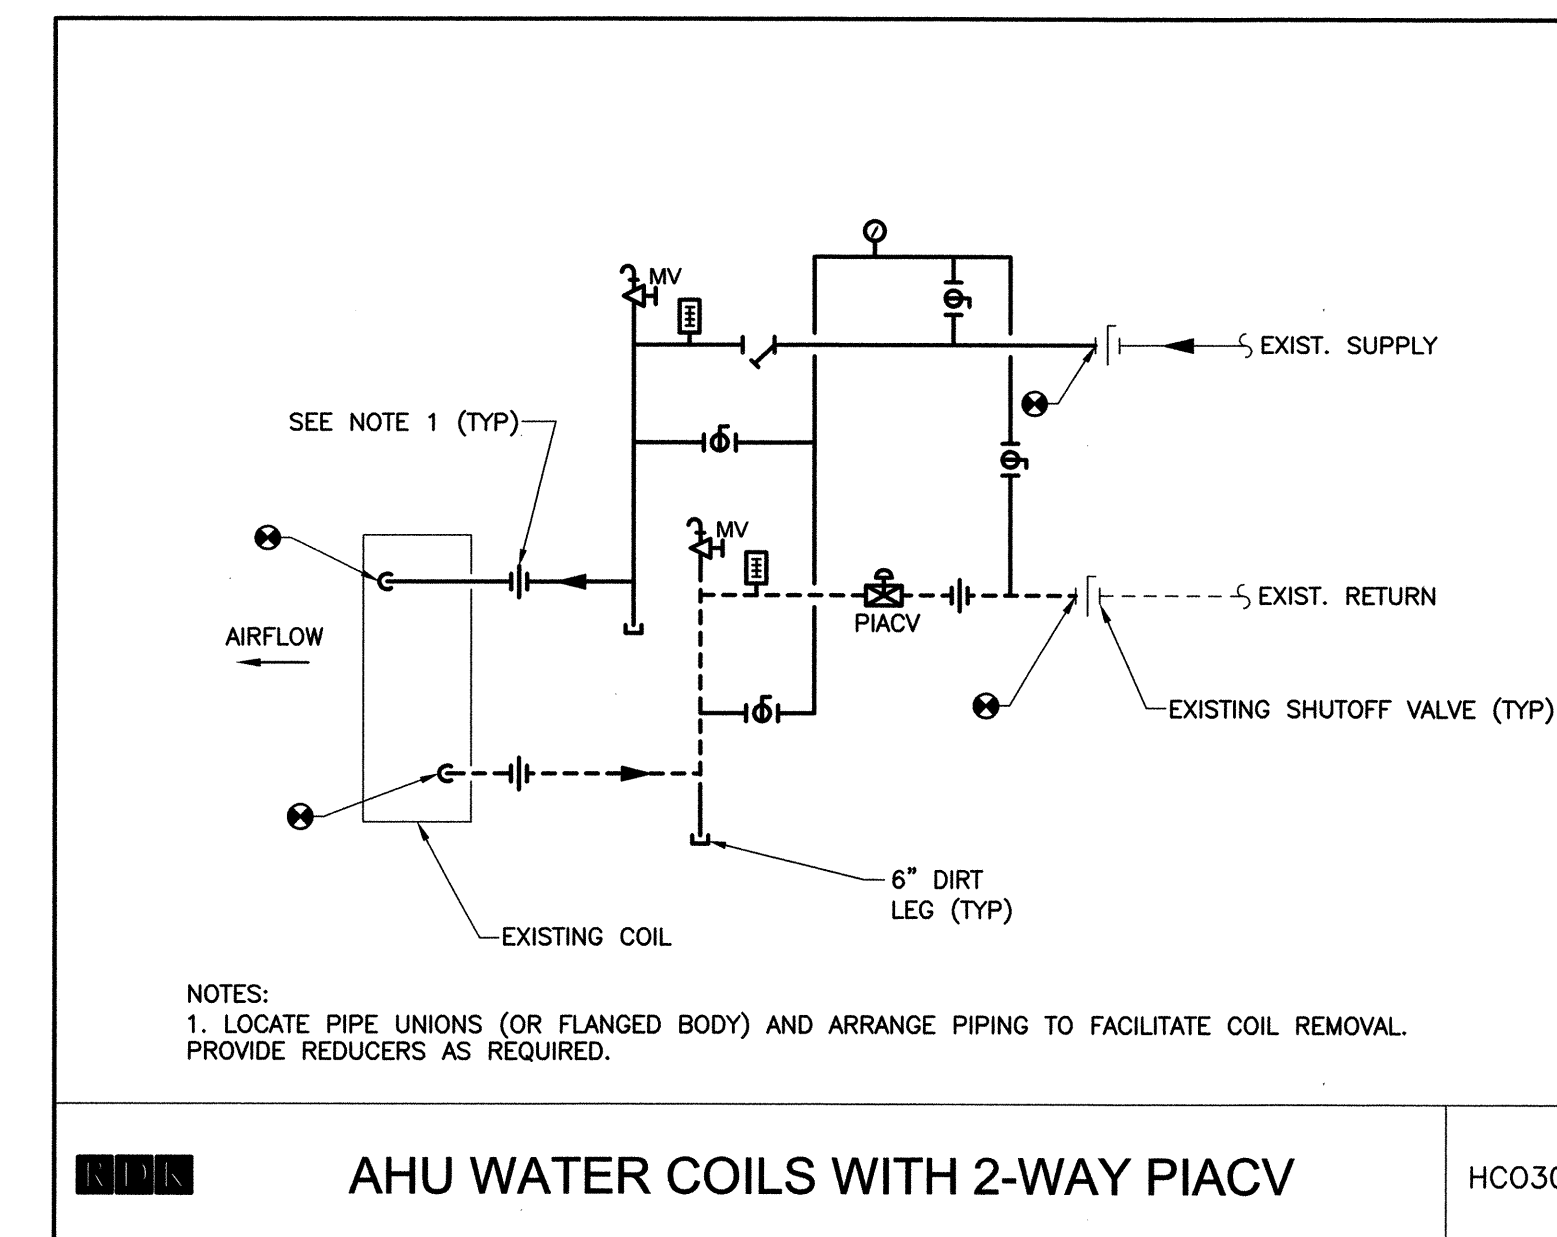 MV
EXIST. SUPPLY
SEE NOTE 1 (TYP)
MV
EXIST. RETURN
PIACV
AIRFLOW
EXISTING SHUTOFF VALVE (TYP)
6" DIRT
LEG (TYP)
EXISTING COIL
NOTES:
1. LOCATE PIPE UNIONS (OR FLANGED BODY) AND ARRANGE PIPING TO FACILITATE COIL REMOVAL.
PROVIDE REDUCERS AS REQUIRED.
RDK
AHU WATER COILS WITH 2-WAY PIACV